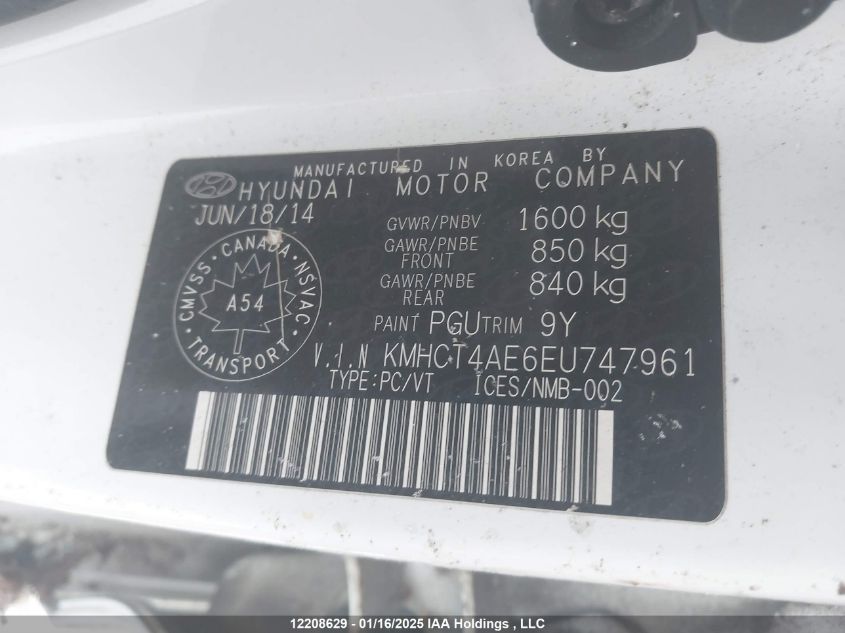 MANUFACTURED IN KOREA BY
HYUNDAI MOTOR COMPANY
JUN/18/14
GVWR/PNBV 1600 kg
GAWR/PNBE FRONT 850 kg
GAWR/PNBE REAR 840 kg
CMVSS · CANADA · NSVAC
A54
TRANSPORT
PAINT PGU TRIM 9Y
V.I.N KMHCT4AE6EU747961
TYPE:PC/VT ICES/NMB-002
12208629 - 01/16/2025 IAA Holdings , LLC